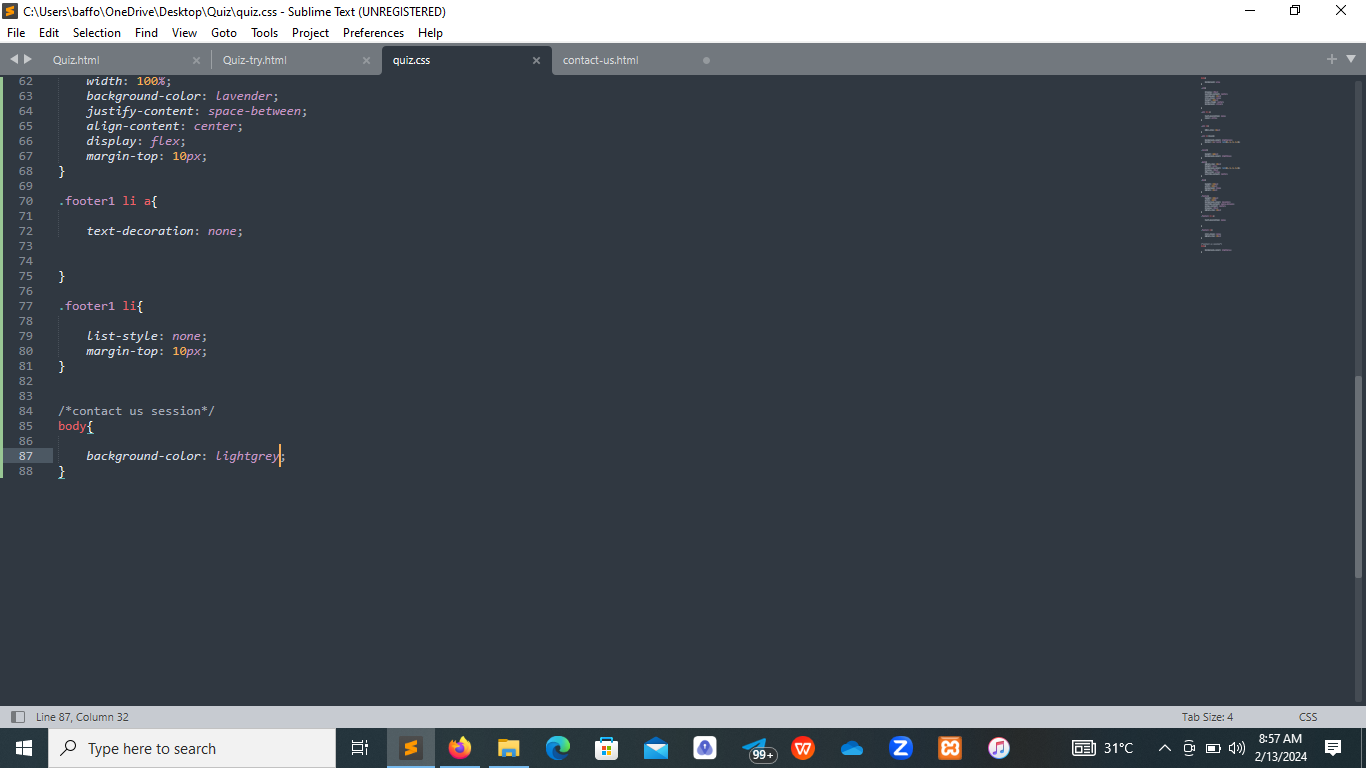 C:\Users\baffo\OneDrive\Desktop\Quiz\quiz.css - Sublime Text (UNREGISTERED)
File Edit Selection Find View Goto Tools Project Preferences Help
Quiz.html Quiz-try.html quiz.css contact-us.html
62 width: 100%;
63 background-color: lavender;
64 justify-content: space-between;
65 align-content: center;
66 display: flex;
67 margin-top: 10px;
68 }
69
70 .footer1 li a{
71
72 text-decoration: none;
73
74
75 }
76
77 .footer1 li{
78
79 list-style: none;
80 margin-top: 10px;
81 }
82
83
84 /*contact us session*/
85 body{
86
87 background-color: lightgrey;
88 }
Line 87, Column 32 Tab Size: 4 CSS
Type here to search 99+ 31°C 8:57 AM
2/13/2024